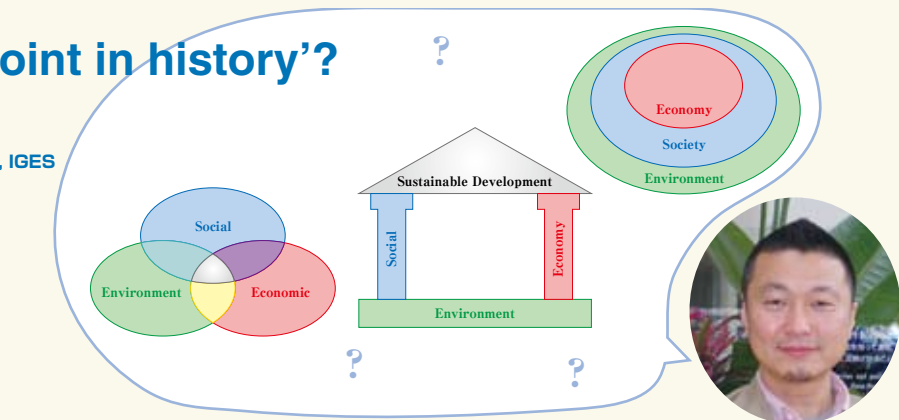 oint in history’?
, IGES
?
Economy
Society
Environment
Sustainable Development
Social
Economy
Environment
Social
Environment
Economic
?
?